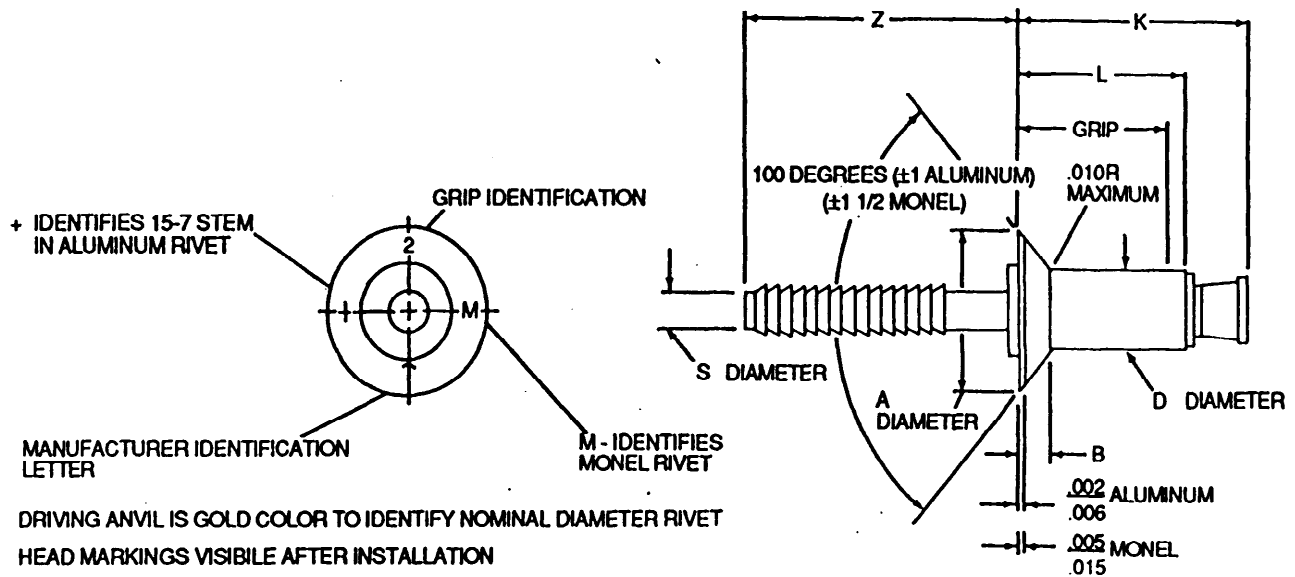 Z
K
L
GRIP
100 DEGREES (±1 ALUMINUM)
(±1 1/2 MONEL)
.010R
MAXIMUM
GRIP IDENTIFICATION
+ IDENTIFIES 15-7 STEM
IN ALUMINUM RIVET
2
+ + M
S DIAMETER
A
DIAMETER
D DIAMETER
B
MANUFACTURER IDENTIFICATION
LETTER
M - IDENTIFIES
MONEL RIVET
.002
.006
ALUMINUM
.005
.015
MONEL
DRIVING ANVIL IS GOLD COLOR TO IDENTIFY NOMINAL DIAMETER RIVET
HEAD MARKINGS VISIBILE AFTER INSTALLATION